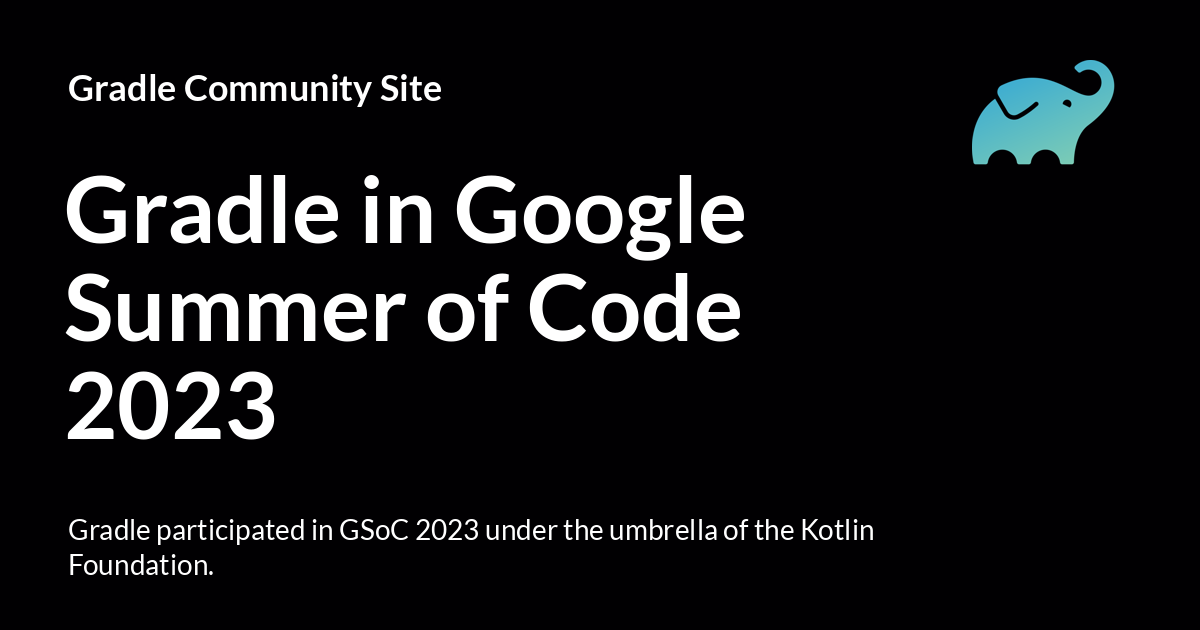 Gradle Community Site
Gradle in Google
Summer of Code
2023
Gradle participated in GSoC 2023 under the umbrella of the Kotlin
Foundation.